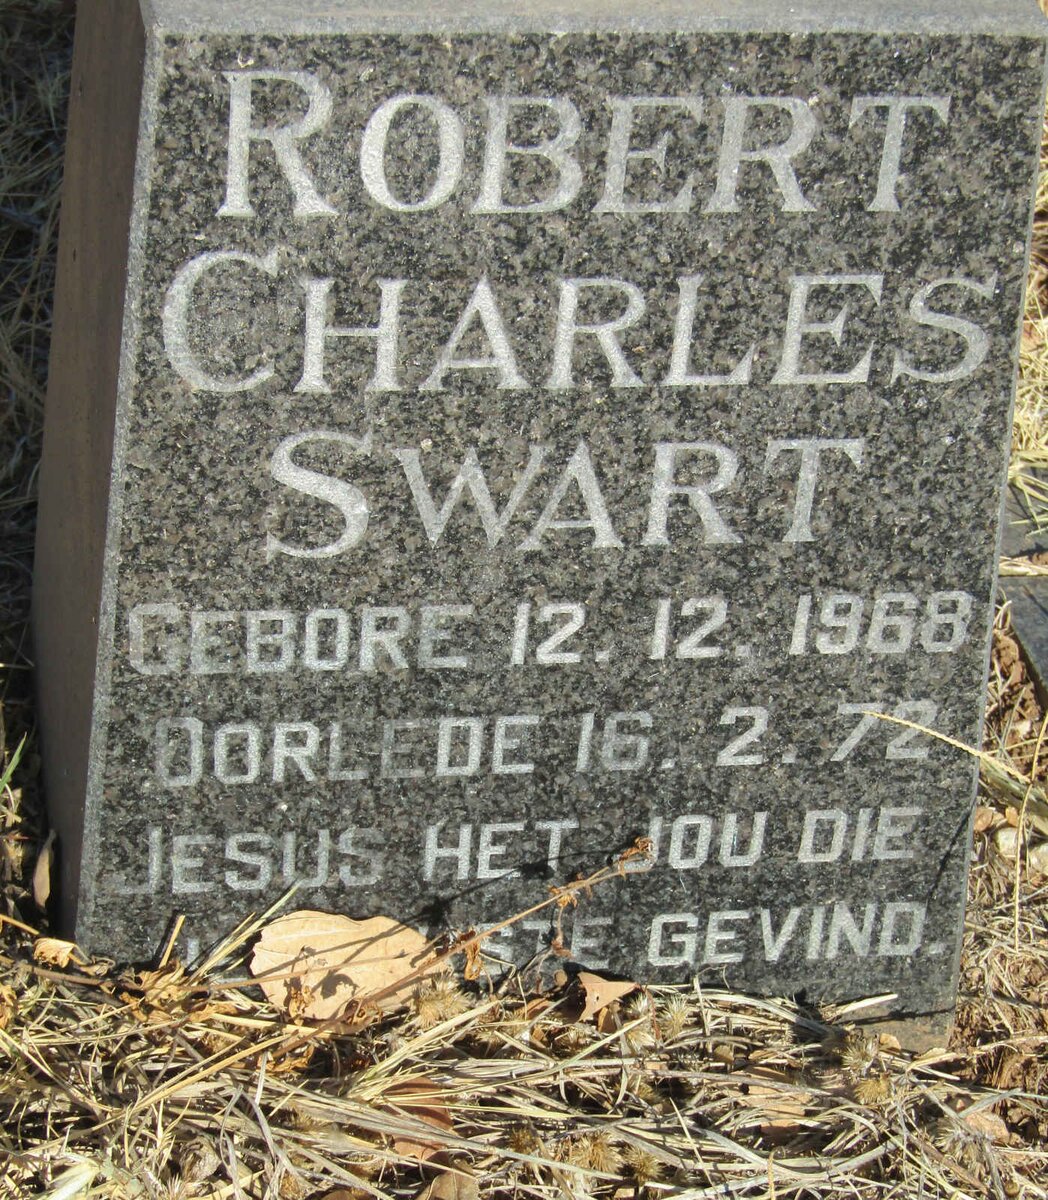 ROBERT
CHARLES
SWART
GEBORE 12. 12. 1968
OORLEDE 16. 2. 72
JESUS HET JOU DIE
GEVIND.